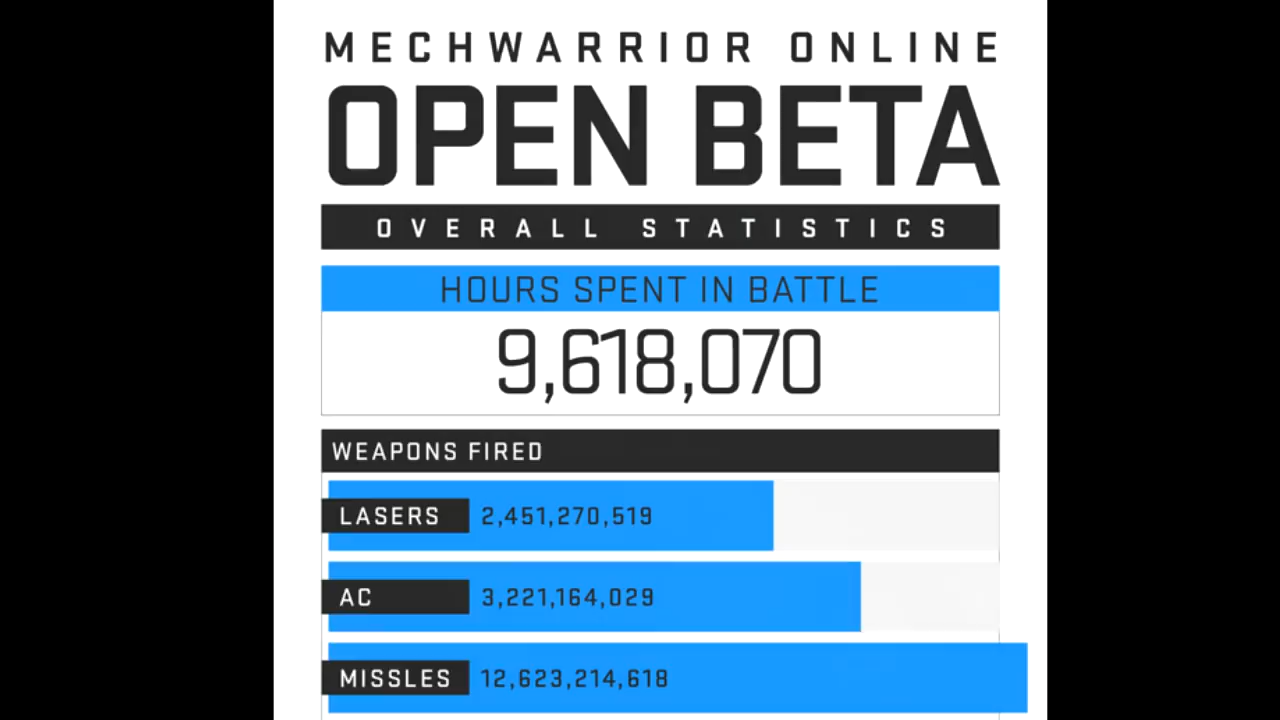 MECHWARRIOR ONLINE
OPEN BETA
OVERALL STATISTICS
HOURS SPENT IN BATTLE
9,618,070
WEAPONS FIRED
LASERS 2,451,270,519
AC 3,221,164,029
MISSLES 12,623,214,618